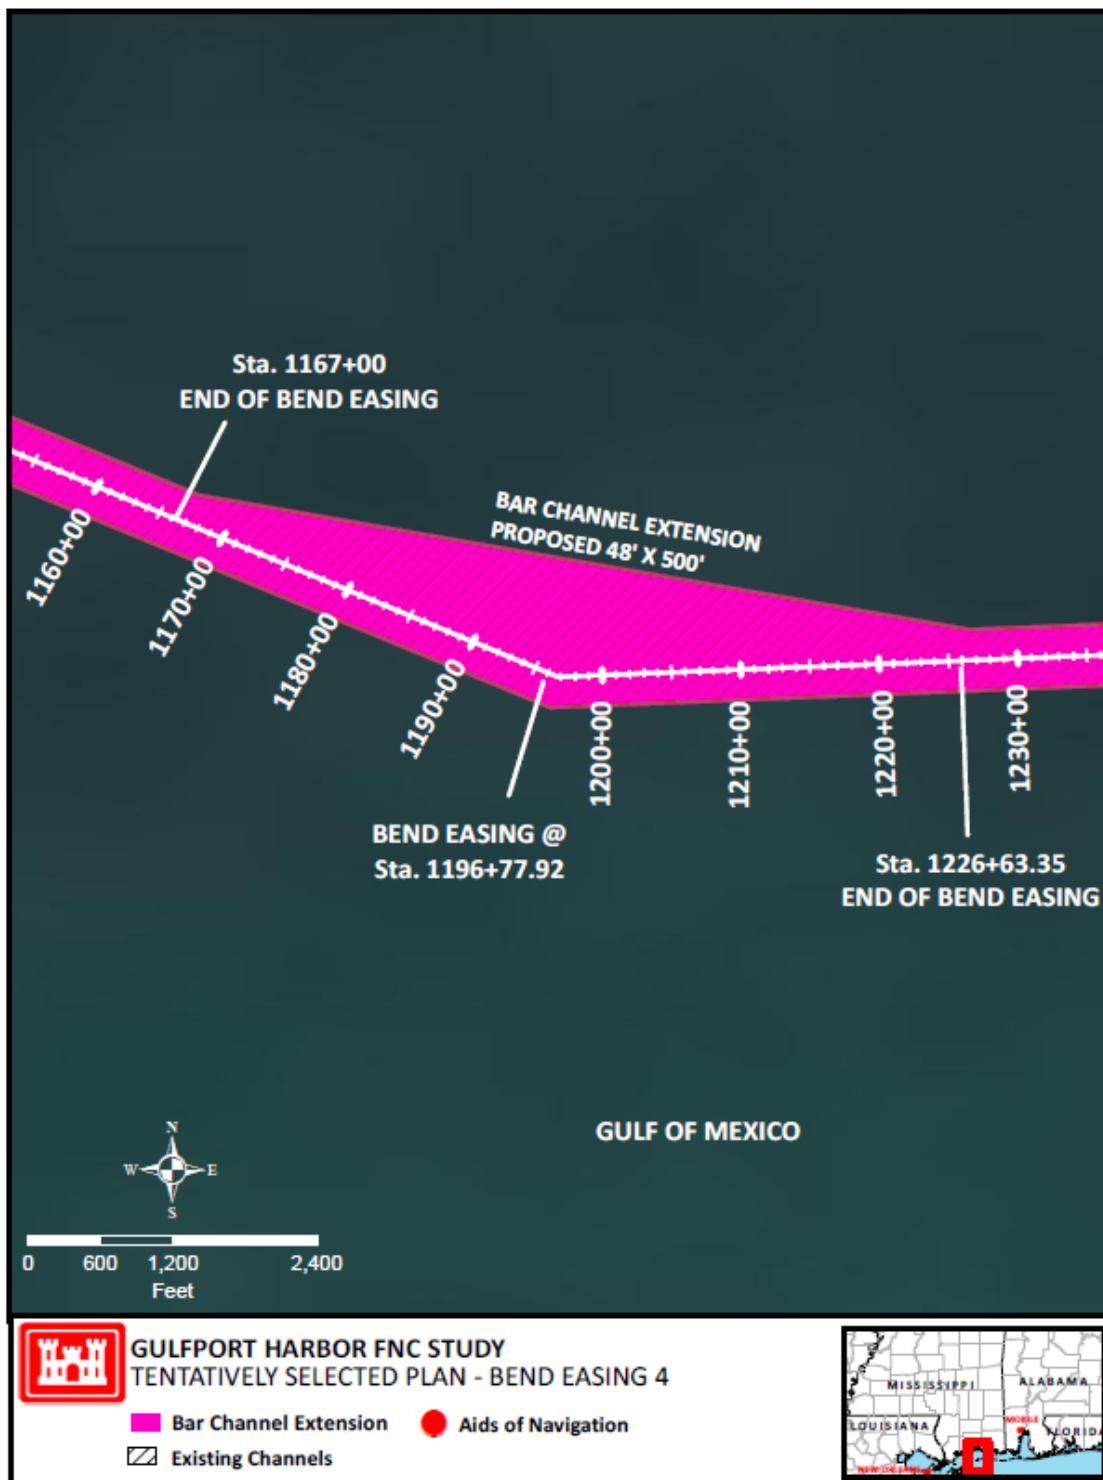 Sta. 1167+00
END OF BEND EASING
BAR CHANNEL EXTENSION
PROPOSED 48' X 500'
1160+00
1170+00
1180+00
1190+00
1200+00
1210+00
1220+00
1230+00
BEND EASING @
Sta. 1196+77.92
Sta. 1226+63.35
END OF BEND EASING
GULF OF MEXICO
N
W E
S
0 600 1,200 2,400
Feet
GULFPORT HARBOR FNC STUDY
TENTATIVELY SELECTED PLAN - BEND EASING 4
Bar Channel Extension
Aids of Navigation
Existing Channels
MISSISSIPPI
ALABAMA
LOUISIANA
MOBILE
FLORIDA
NEW ORLEANS